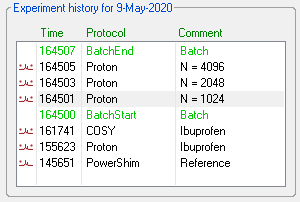 Experiment history for 9-May-2020
Time Protocol Comment
164507 BatchEnd Batch
164505 Proton N = 4096
164503 Proton N = 2048
164501 Proton N = 1024
164500 BatchStart Batch
161741 COSY Ibuprofen
155623 Proton Ibuprofen
145651 PowerShim Reference